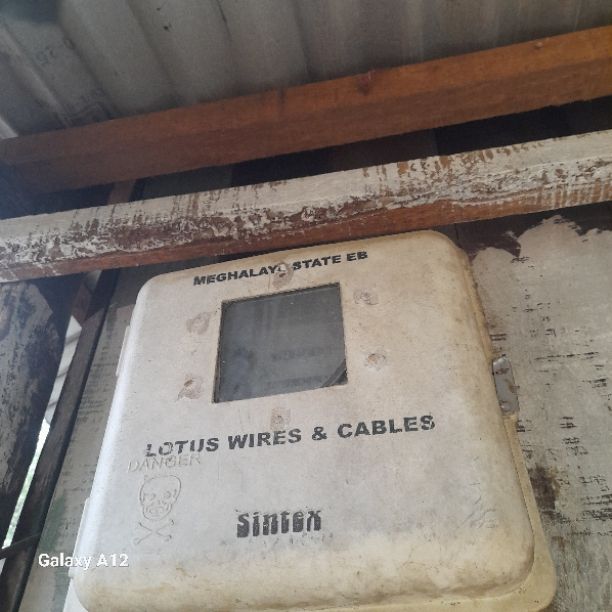 MEGHALAYA STATE EB
LOTUS WIRES & CABLES
DANGER
Sintex
Galaxy A12